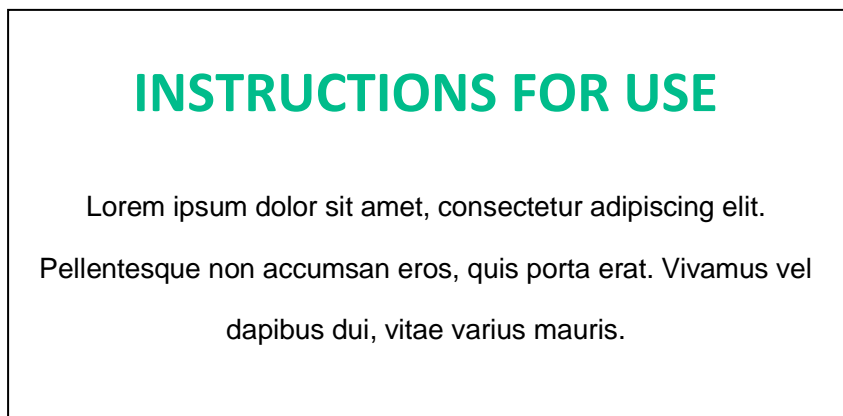 INSTRUCTIONS FOR USE
Lorem ipsum dolor sit amet, consectetur adipiscing elit.
Pellentesque non accumsan eros, quis porta erat. Vivamus vel
dapibus dui, vitae varius mauris.